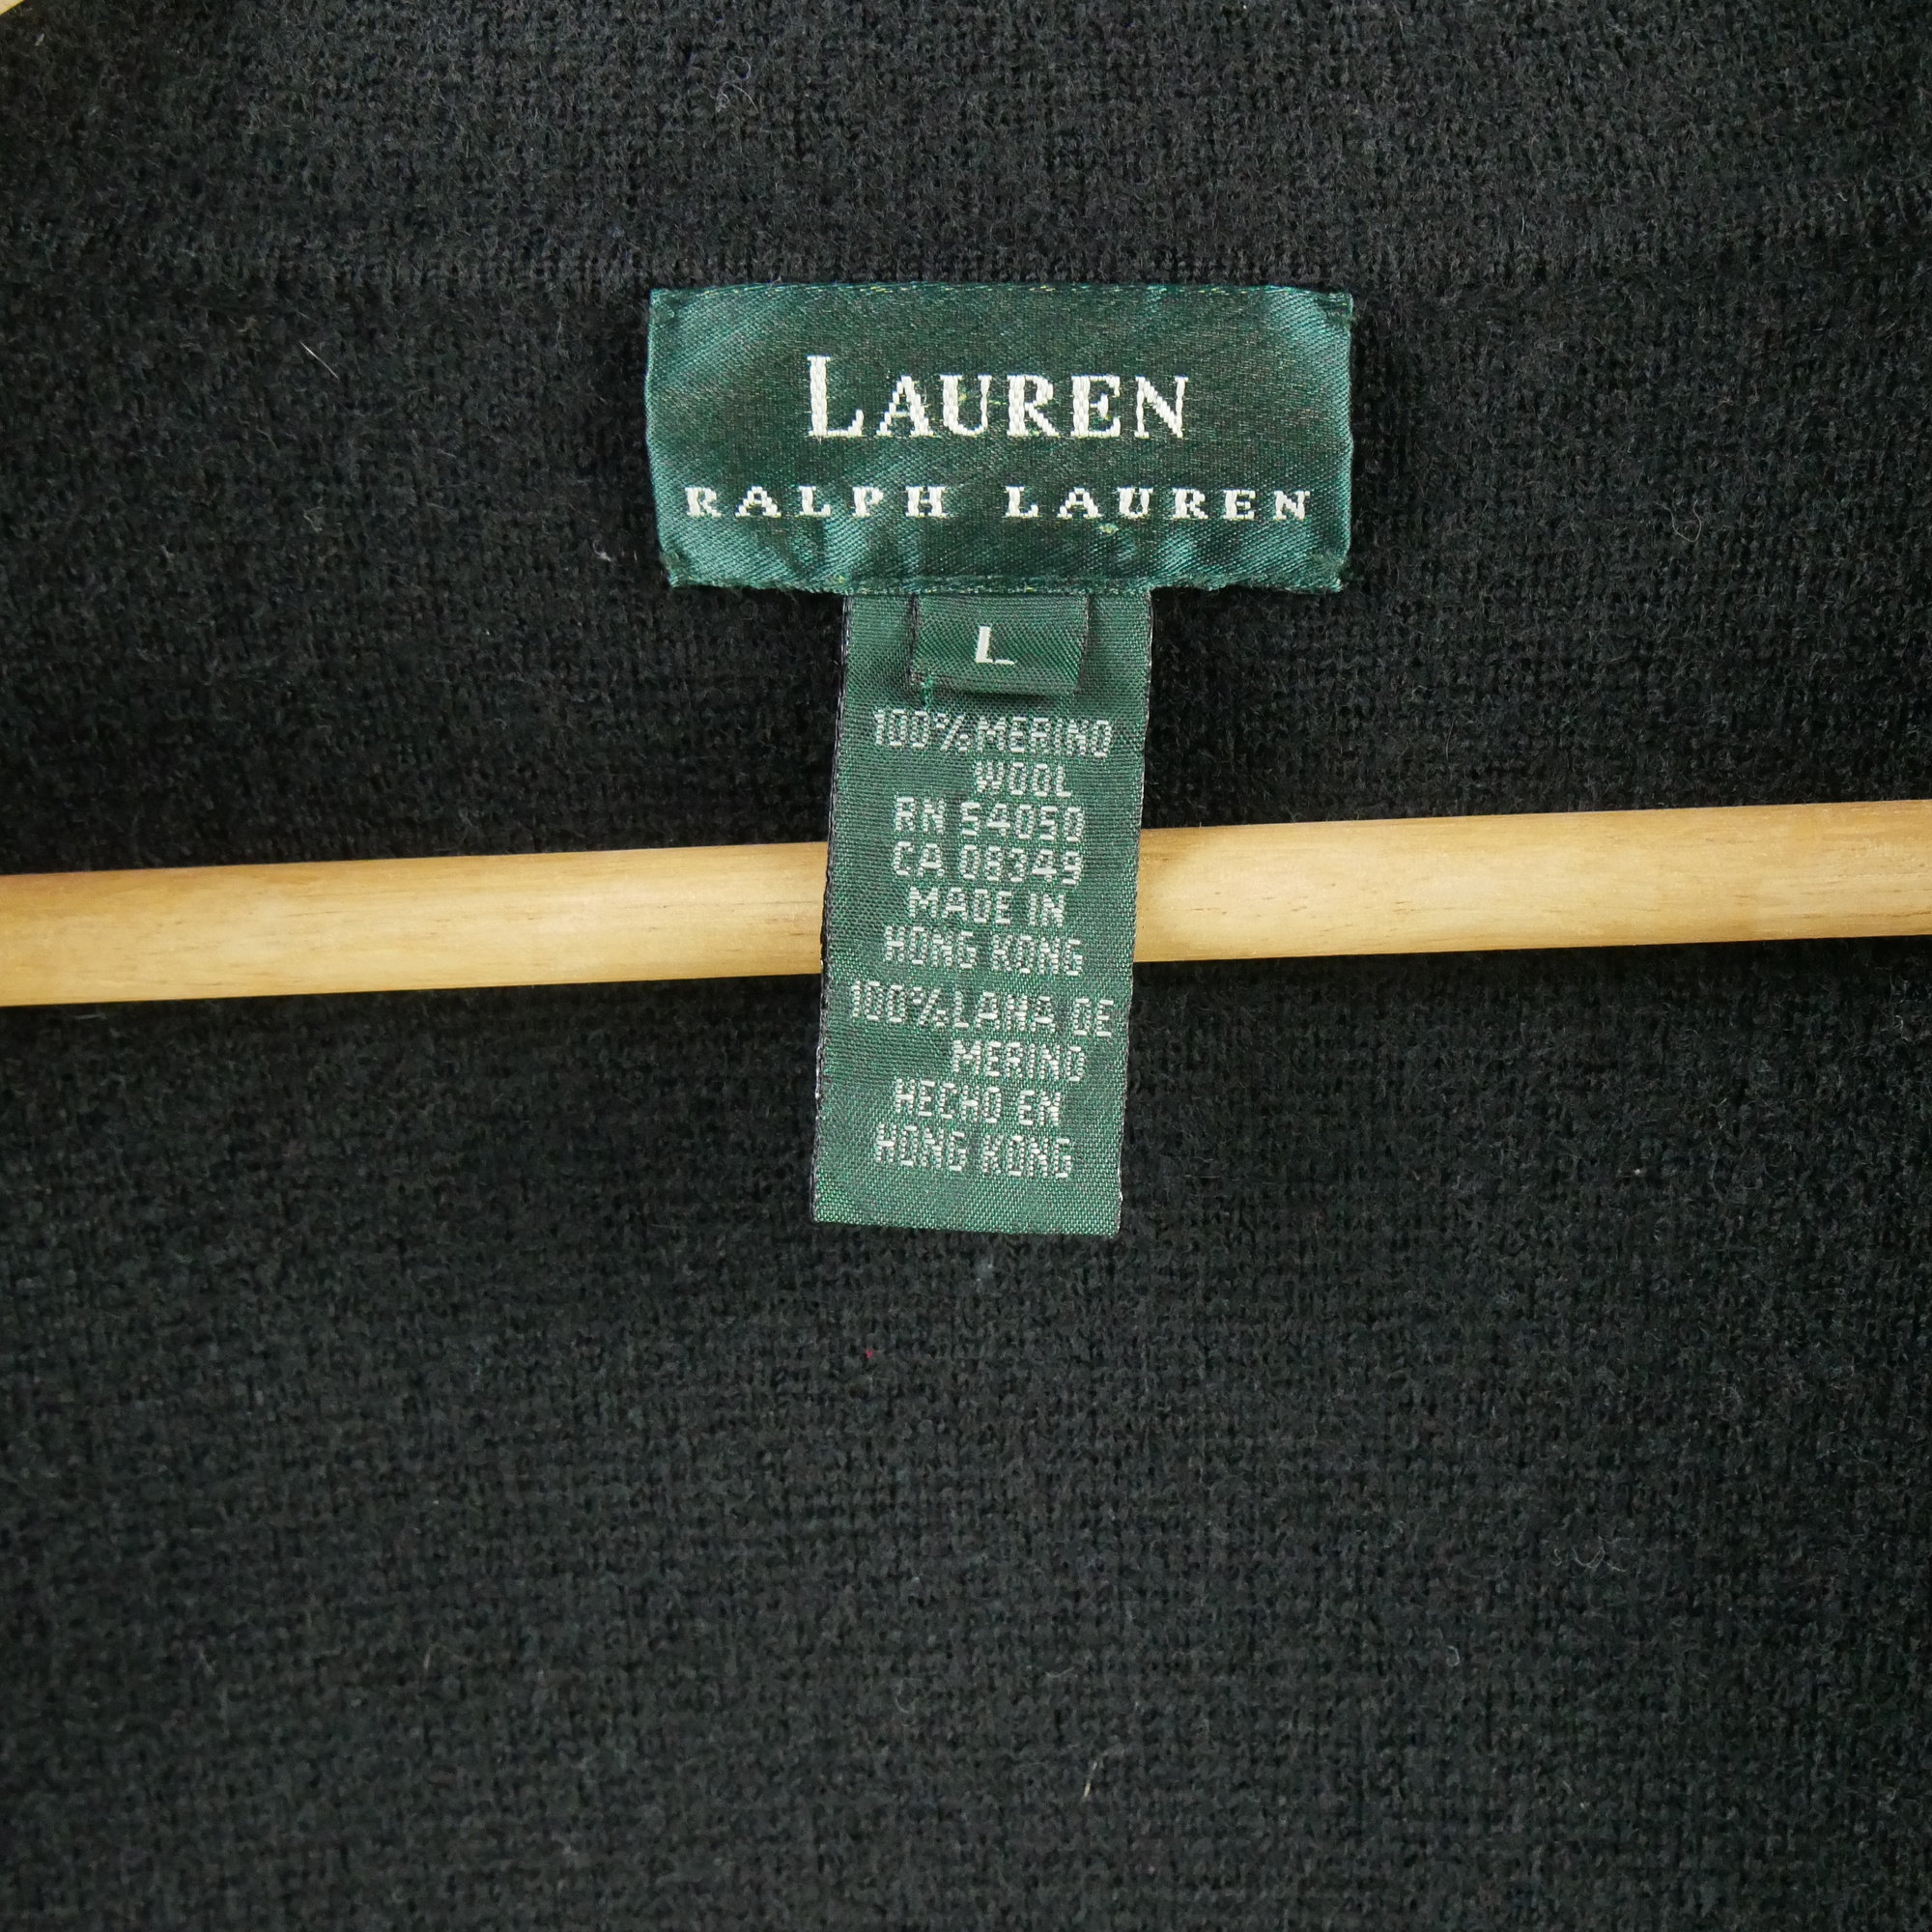 LAUREN
RALPH LAUREN
L
100% MERINO
WOOL
RN 54050
CA 08349
MADE IN
HONG KONG
100% LANA DE
MERINO
HECHO EN
HONG KONG